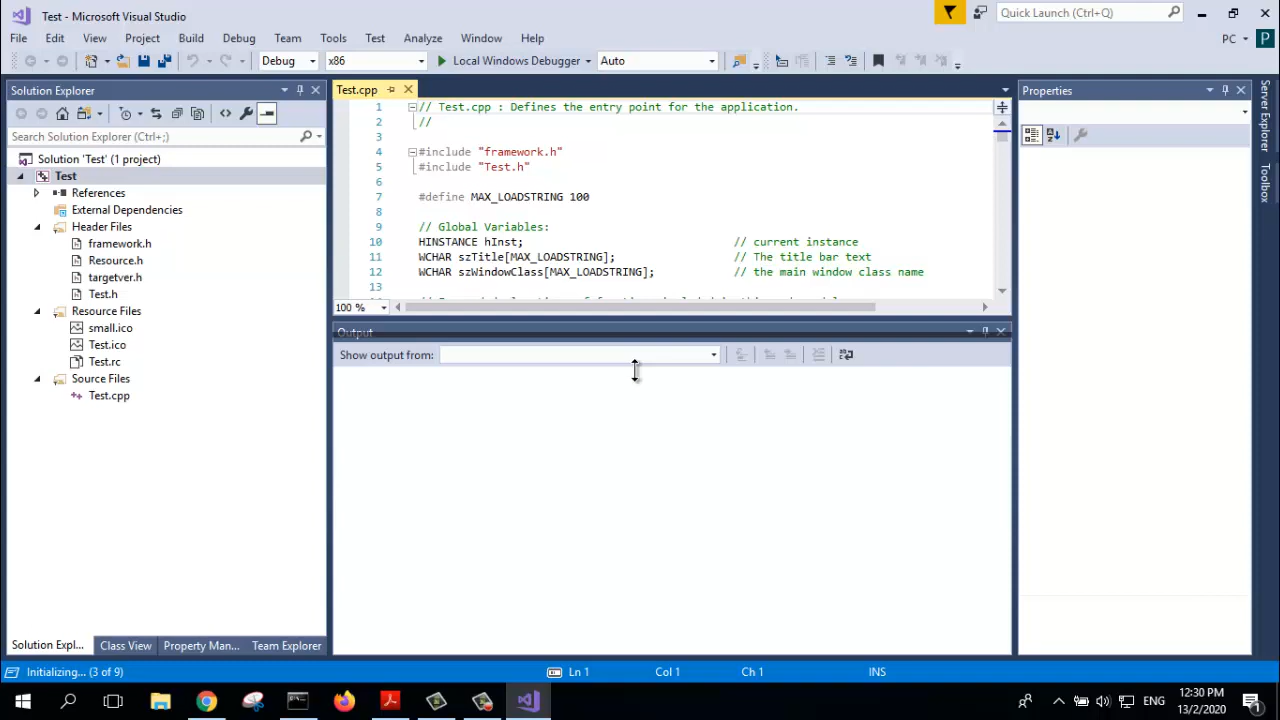 Test - Microsoft Visual Studio
Quick Launch (Ctrl+Q)
File Edit View Project Build Debug Team Tools Test Analyze Window Help
PC P
Debug x86 Local Windows Debugger Auto
Solution Explorer
Search Solution Explorer (Ctrl+;)
Solution 'Test' (1 project)
Test
References
External Dependencies
Header Files
framework.h
Resource.h
targetver.h
Test.h
Resource Files
small.ico
Test.ico
Test.rc
Source Files
Test.cpp
Solution Expl... Class View Property Man... Team Explorer
Test.cpp
1 // Test.cpp : Defines the entry point for the application.
2 //
3
4 #include "framework.h"
5 #include "Test.h"
6
7 #define MAX_LOADSTRING 100
8
9 // Global Variables:
10 HINSTANCE hInst; // current instance
11 WCHAR szTitle[MAX_LOADSTRING]; // The title bar text
12 WCHAR szWindowClass[MAX_LOADSTRING]; // the main window class name
13
100 %
Output
Show output from:
Properties
Server Explorer
Toolbox
Initializing... (3 of 9) Ln 1 Col 1 Ch 1 INS
ENG
12:30 PM
13/2/2020
1